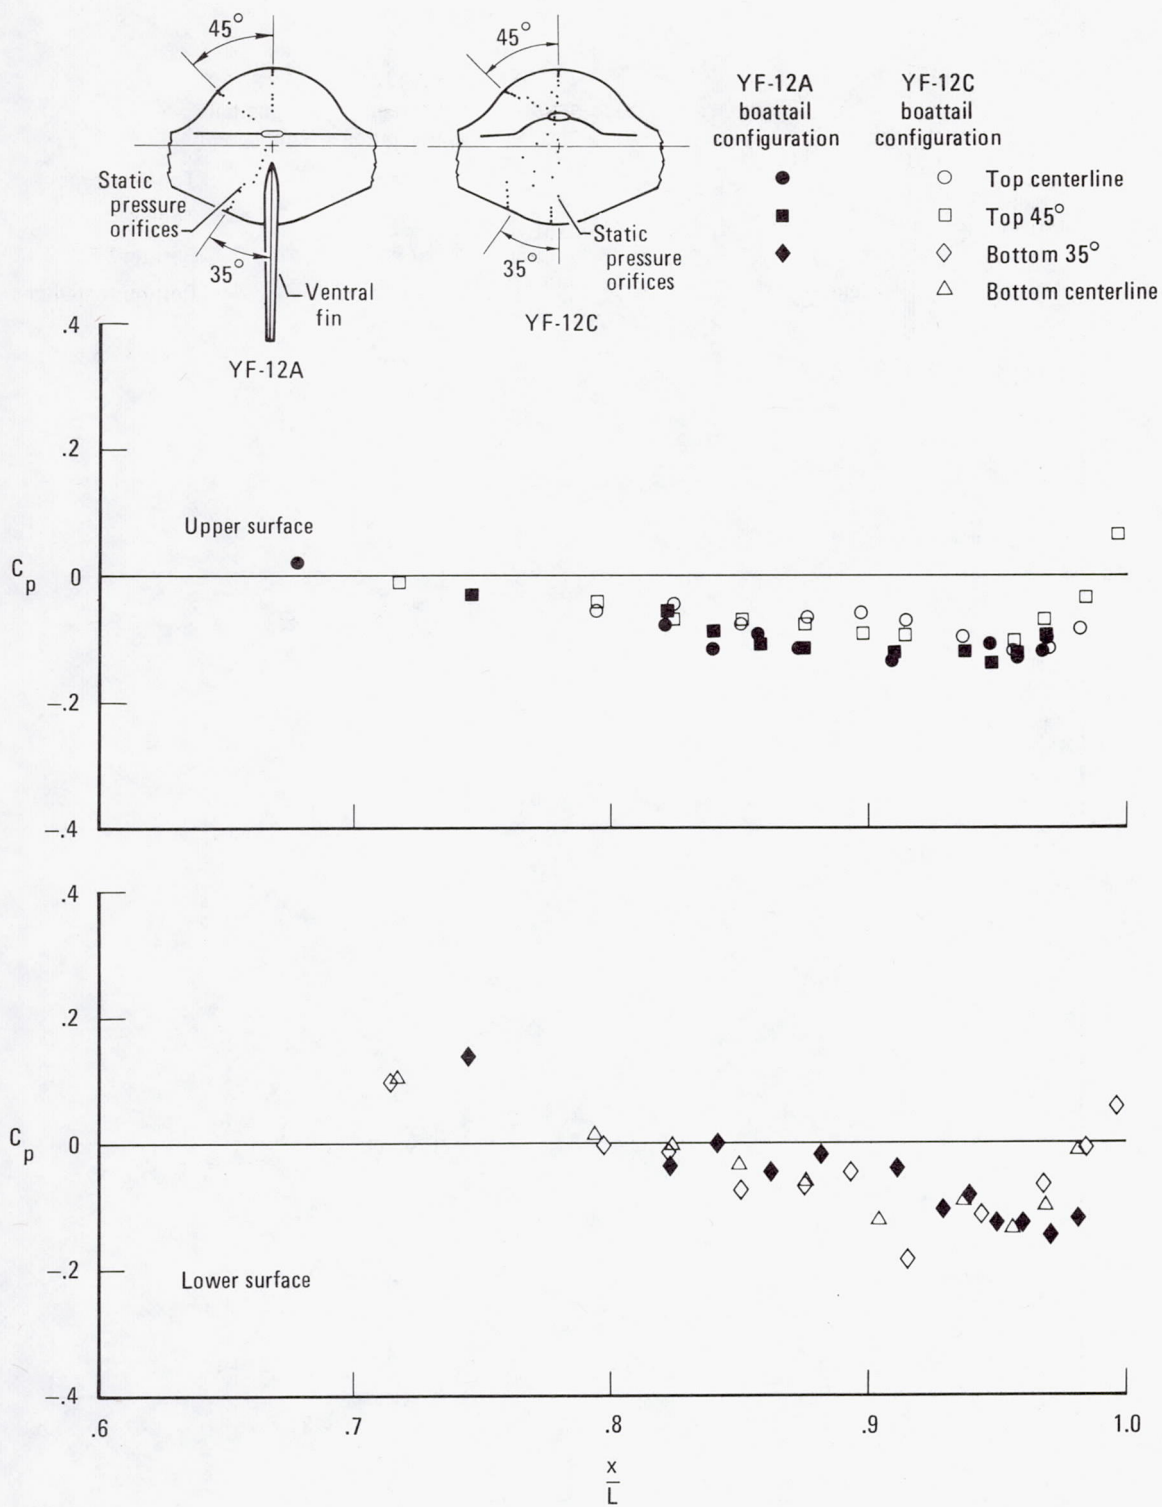 45°
Static
pressure
orifices
35°
Ventral
fin
YF-12A
45°
35°
Static
pressure
orifices
YF-12C
YF-12A
boattail
configuration
YF-12C
boattail
configuration
Top centerline
Top 45°
Bottom 35°
Bottom centerline
.4
.2
Upper surface
Cp
0
–.2
–.4
.4
.2
Cp
0
–.2
Lower surface
–.4
.6
.7
.8
.9
1.0
x
L